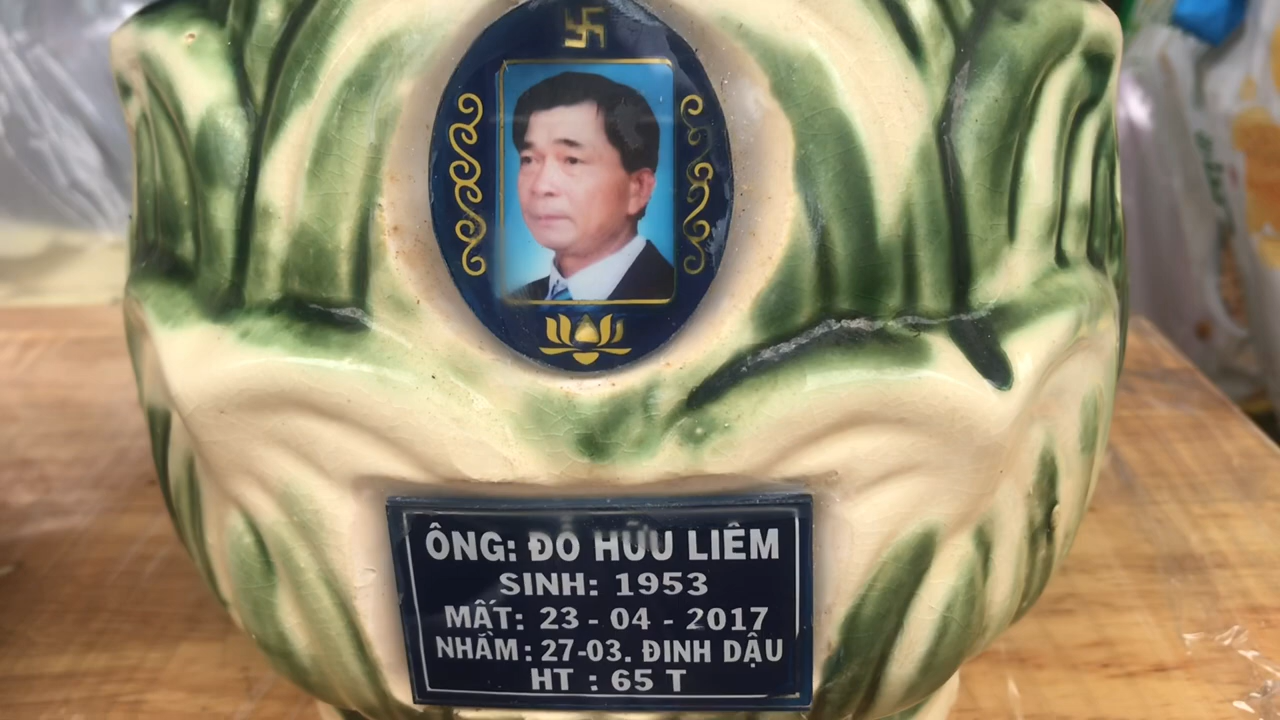 ÔNG: ĐỖ HỮU LIÊM
SINH: 1953
MẤT: 23 - 04 - 2017
NHẰM: 27-03. ĐINH DẬU
HT : 65 T